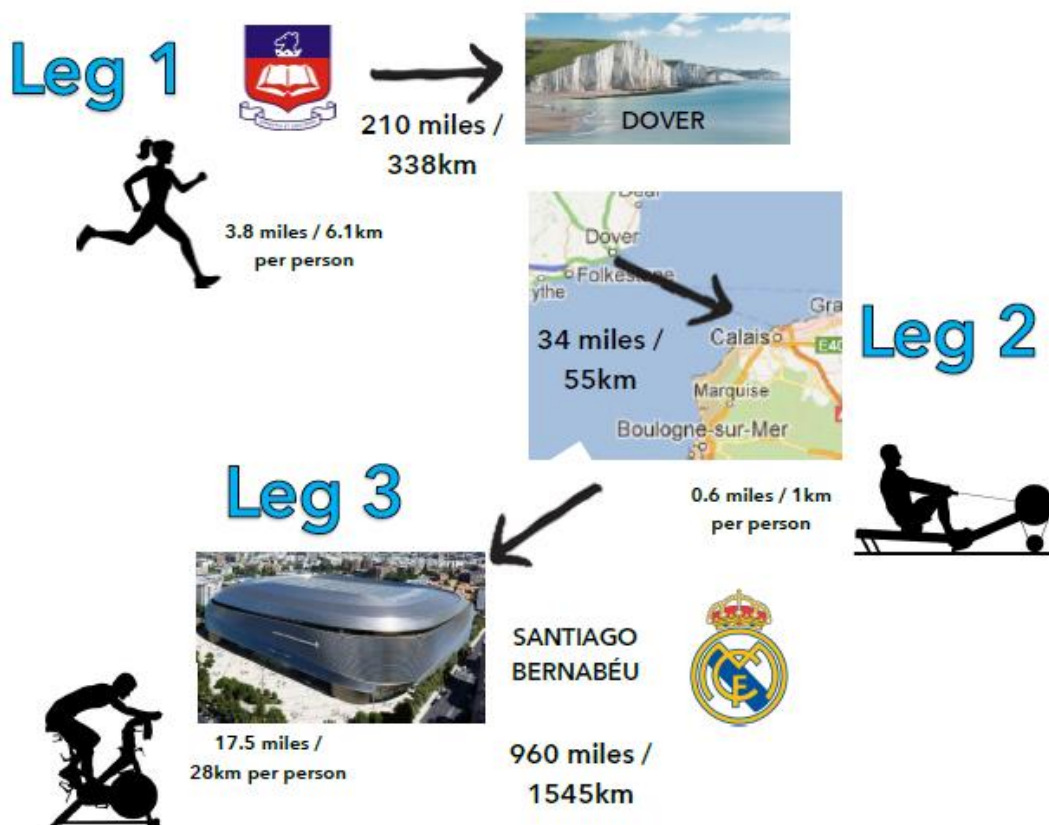 Leg 1
210 miles /
338km
DOVER
3.8 miles / 6.1km
per person
Dover
Folkestone
ythe
Gra
Calais
E40
34 miles /
55km
Marquise
Boulogne-sur-Mer
Leg 2
0.6 miles / 1km
per person
Leg 3
SANTIAGO
BERNABÉU
17.5 miles /
28km per person
960 miles /
1545km